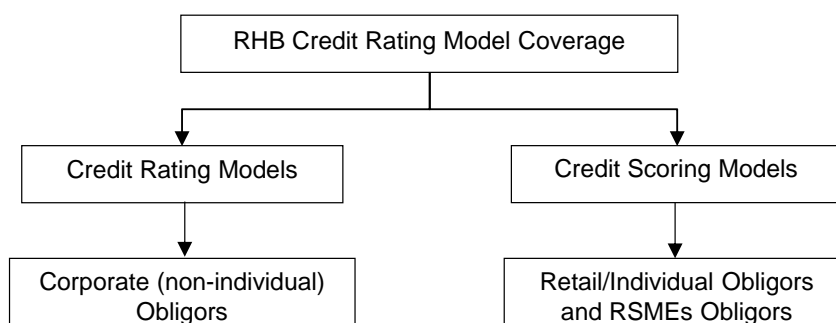 RHB Credit Rating Model Coverage
Credit Rating Models
Credit Scoring Models
Corporate (non-individual)
Obligors
Retail/Individual Obligors
and RSMEs Obligors